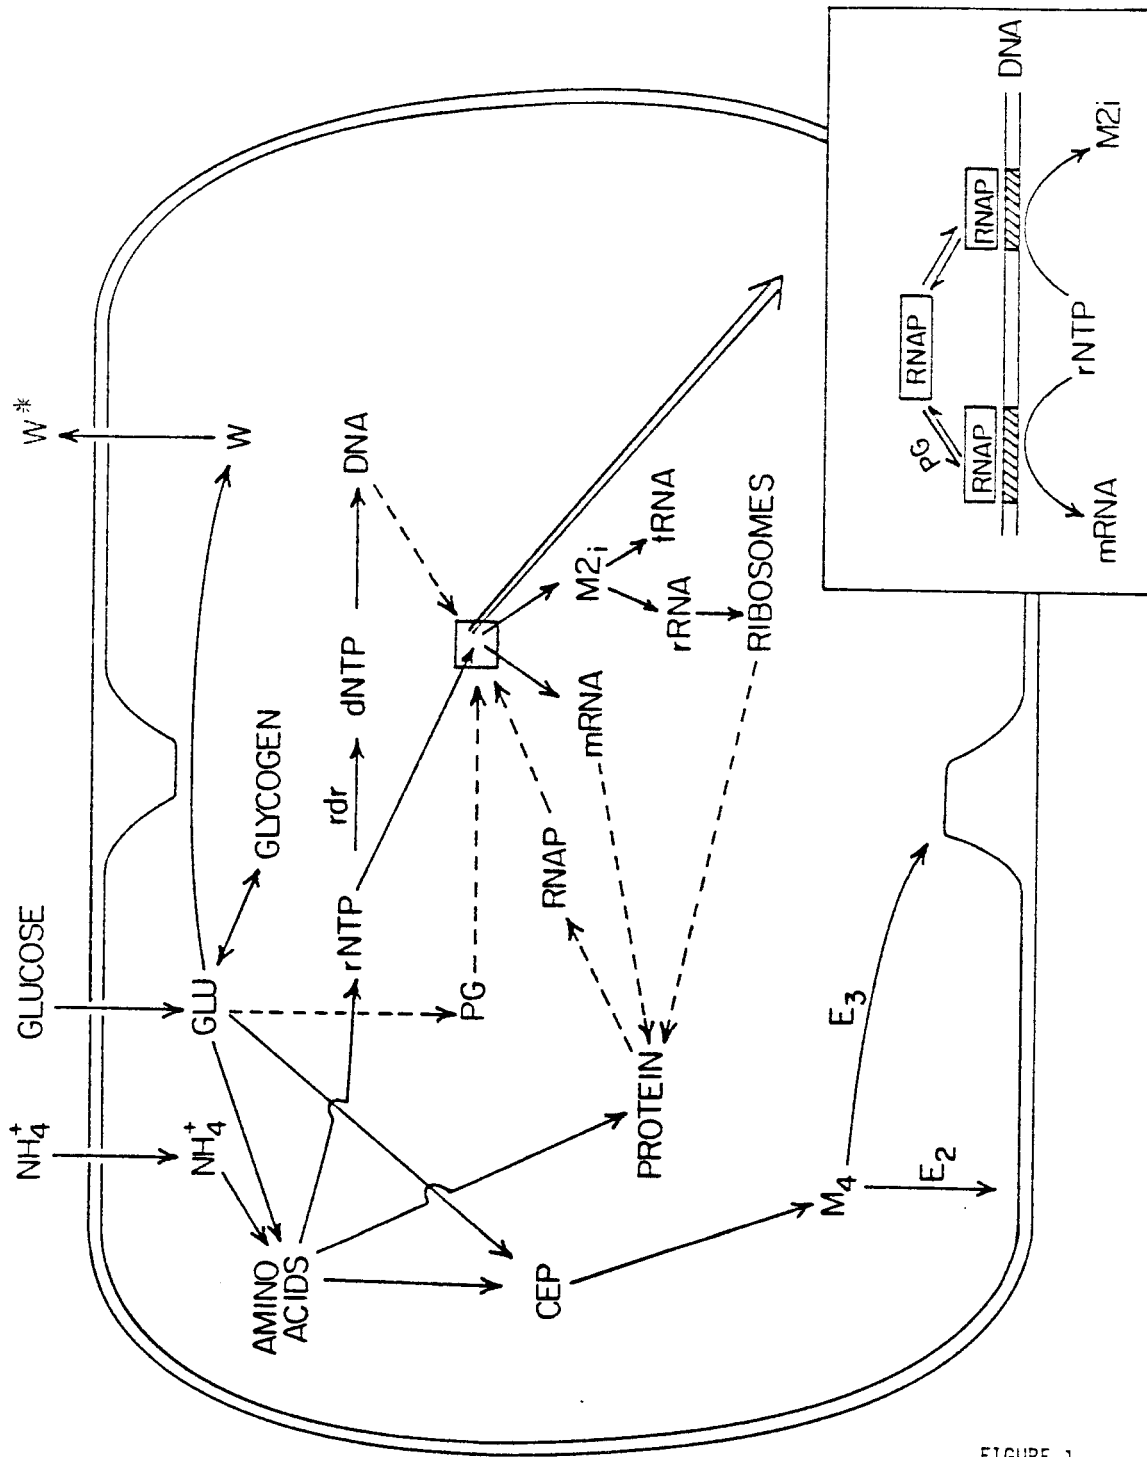 NH₄⁺
GLUCOSE
W*
NH₄⁺
GLU
W
AMINO
ACIDS
GLYCOGEN
rNTP
rdr
dNTP
DNA
PG
CEP
RNAP
mRNA
M2ᵢ
tRNA
rRNA
PROTEIN
RIBOSOMES
M₄
E₂
E₃
RNAP
PG
RNAP
RNAP
DNA
mRNA
rNTP
M2i
FIGURE 1